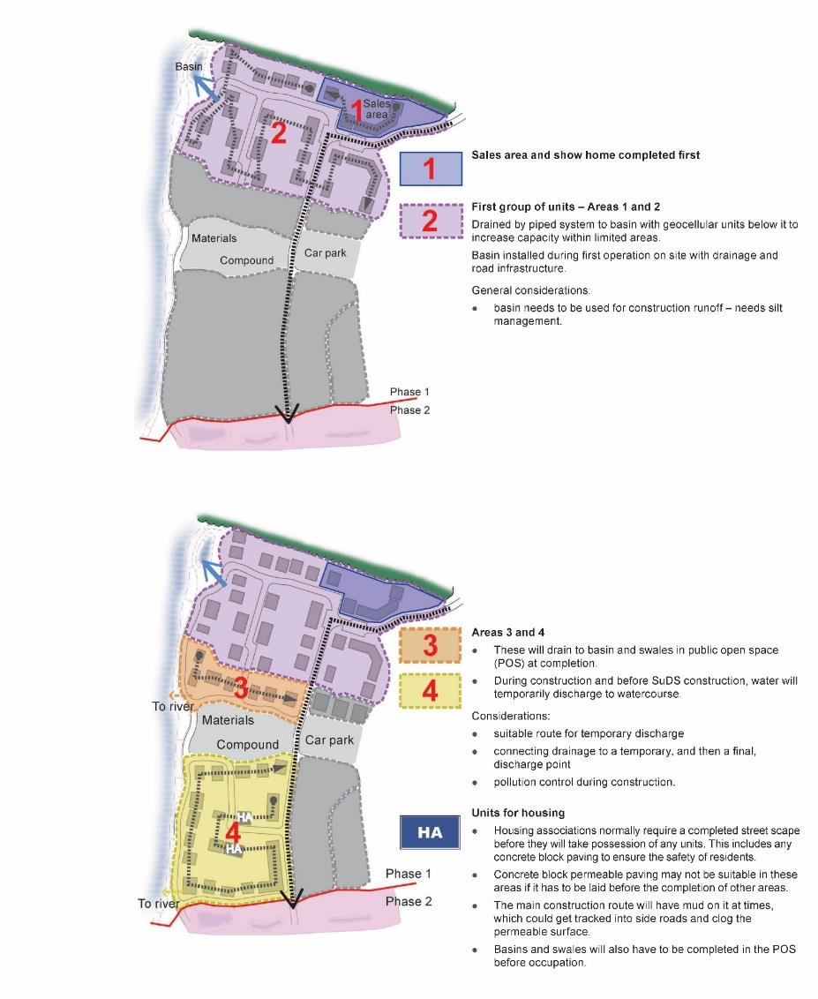 Basin
1
Sales
area
2
Materials
Compound
Car park
Phase 1
Phase 2
1
Sales area and show home completed first
2
First group of units – Areas 1 and 2
Drained by piped system to basin with geocellular units below it to
increase capacity within limited areas.
Basin installed during first operation on site with drainage and
road infrastructure.
General considerations:
• basin needs to be used for construction runoff – needs silt
management.
3
To river
Materials
Compound
Car park
HA
4
HA
To river
Phase 1
Phase 2
3
4
Areas 3 and 4
• These will drain to basin and swales in public open space
(POS) at completion.
• During construction and before SuDS construction, water will
temporarily discharge to watercourse.
Considerations:
• suitable route for temporary discharge
• connecting drainage to a temporary, and then a final,
discharge point
• pollution control during construction.
HA
Units for housing
• Housing associations normally require a completed street scape
before they will take possession of any units. This includes any
concrete block paving to ensure the safety of residents.
• Concrete block permeable paving may not be suitable in these
areas if it has to be laid before the completion of other areas.
• The main construction route will have mud on it at times,
which could get tracked into side roads and clog the
permeable surface.
• Basins and swales will also have to be completed in the POS
before occupation.